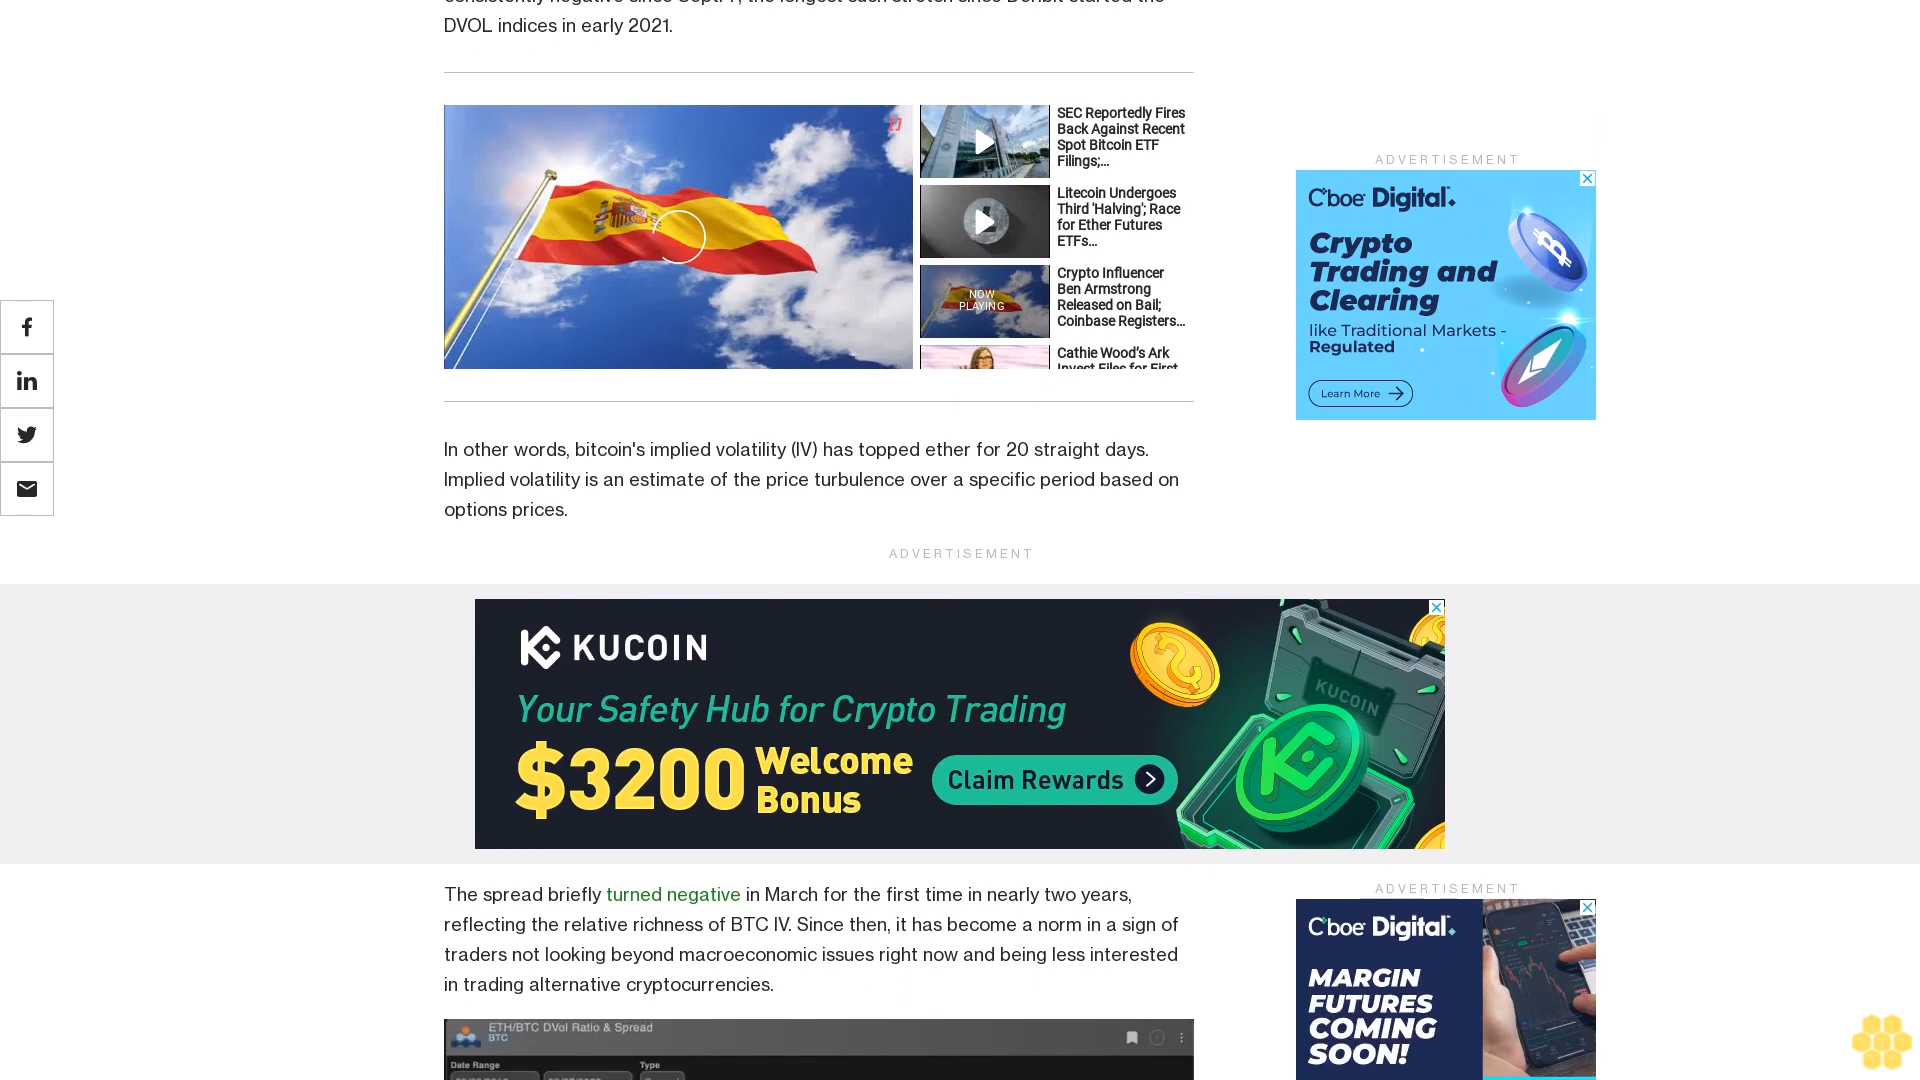 DVOL indices in early 2021.
SEC Reportedly Fires
Back Against Recent
Spot Bitcoin ETF
Filings;...
Litecoin Undergoes
Third 'Halving'; Race
for Ether Futures
ETFs...
NOW
PLAYING
Crypto Influencer
Ben Armstrong
Released on Bail;
Coinbase Registers...
Cathie Wood's Ark
Invest Files for First
ADVERTISEMENT
Cboe Digital
Crypto
Trading and
Clearing
like Traditional Markets -
Regulated
Learn More
In other words, bitcoin's implied volatility (IV) has topped ether for 20 straight days.
Implied volatility is an estimate of the price turbulence over a specific period based on
options prices.
ADVERTISEMENT
KUCOIN
Your Safety Hub for Crypto Trading
$3200 Welcome
Bonus
Claim Rewards
KUCOIN
The spread briefly turned negative in March for the first time in nearly two years,
reflecting the relative richness of BTC IV. Since then, it has become a norm in a sign of
traders not looking beyond macroeconomic issues right now and being less interested
in trading alternative cryptocurrencies.
ADVERTISEMENT
Cboe Digital
MARGIN
FUTURES
COMING
SOON!
ETH/BTC DVol Ratio & Spread
BTC
Date Range
Type